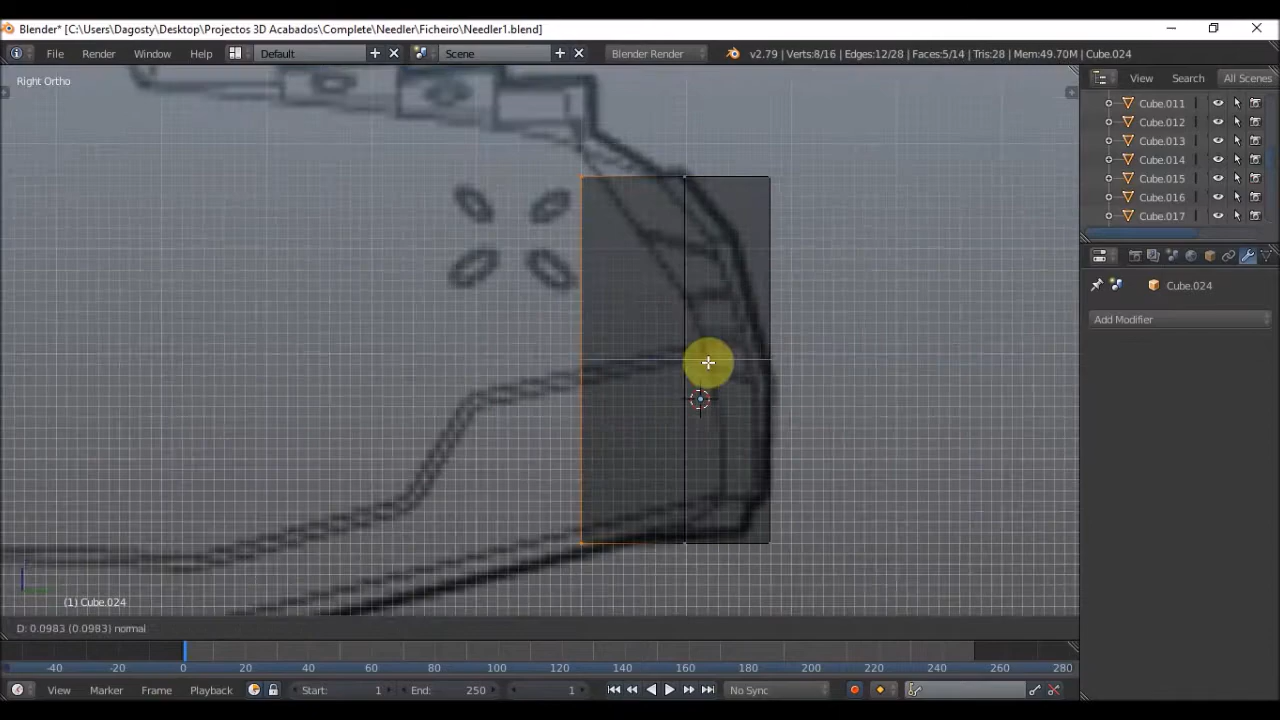 Blender* [C:\Users\Dagosty\Desktop\Projectos 3D Acabados\Complete\Needler\Ficheiro\Needler1.blend]
File Render Window Help Default Scene Blender Render v2.79 | Verts:8/16 | Edges:12/28 | Faces:5/14 | Tris:28 | Mem:49.70M | Cube.024
Right Ortho
View Search All Scenes
Cube.011
Cube.012
Cube.013
Cube.014
Cube.015
Cube.016
Cube.017
Cube.024
Add Modifier
(1) Cube.024
D: 0.0983 (0.0983) normal
-40 -20 0 20 40 60 80 100 120 140 160 180 200 220 240 260 280
View Marker Frame Playback Start: 1 End: 250 1 No Sync